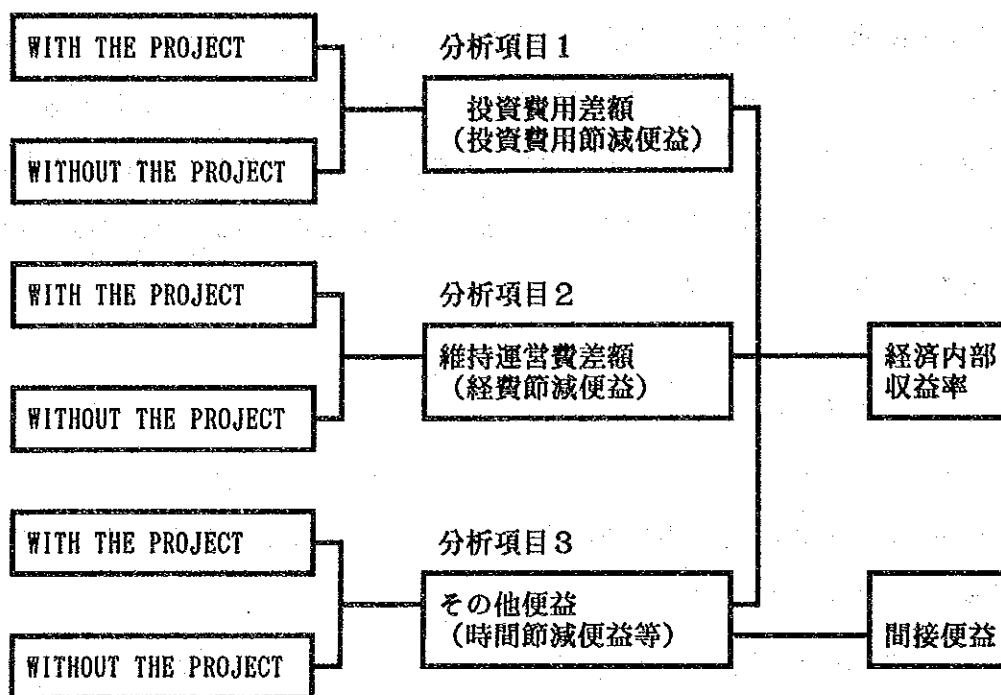 WITH THE PROJECT
WITHOUT THE PROJECT
分析項目1
投資費用差額
(投資費用節減便益)
WITH THE PROJECT
WITHOUT THE PROJECT
分析項目2
維持運営費差額
(経費節減便益)
経済内部
収益率
WITH THE PROJECT
WITHOUT THE PROJECT
分析項目3
その他便益
(時間節減便益等)
間接便益